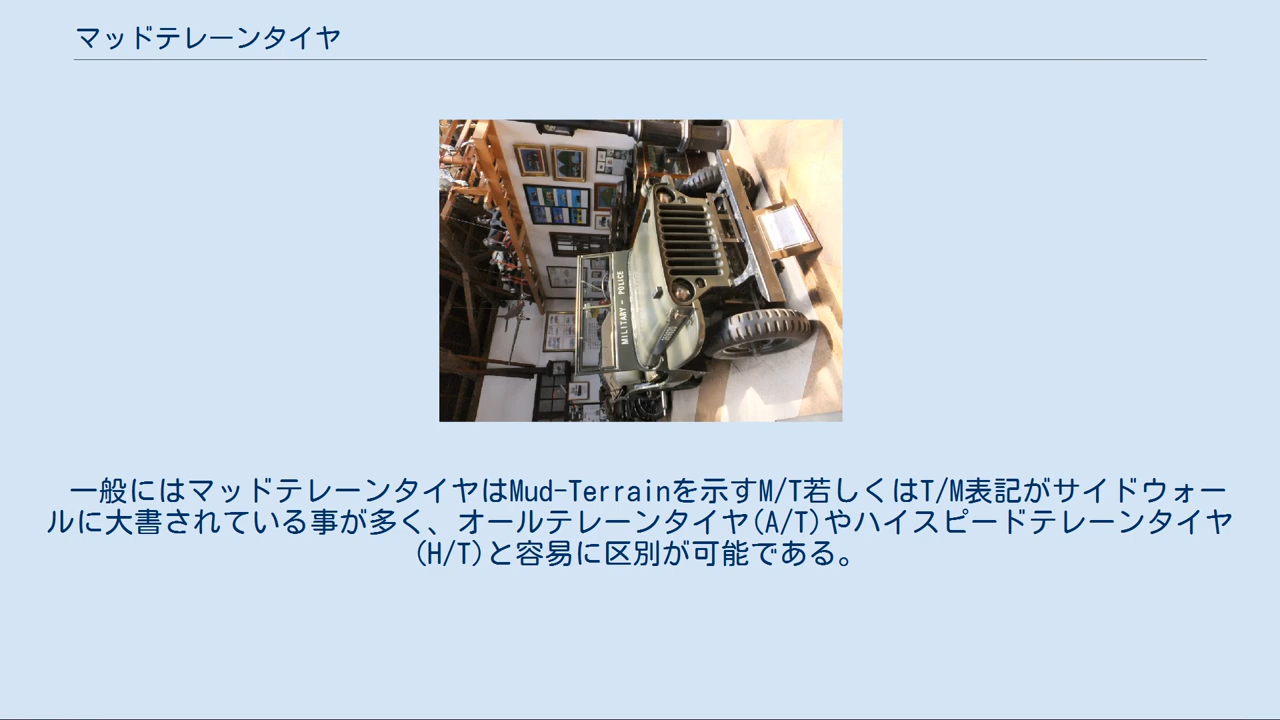 マッドテレーンタイヤ
MILITARY - POLICE
一般にはマッドテレーンタイヤはMud-Terrainを示すM/T若しくはT/M表記がサイドウォー
ルに大書されている事が多く、オールテレーンタイヤ(A/T)やハイスピードテレーンタイヤ
(H/T)と容易に区別が可能である。